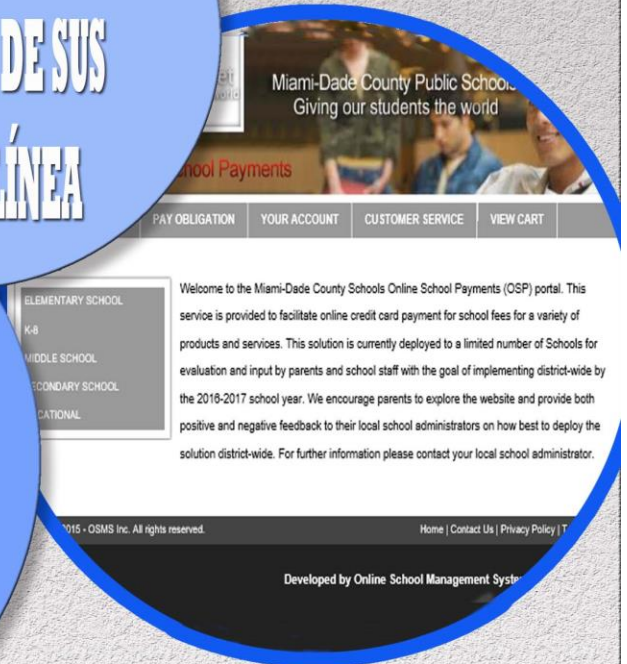 DE SUS
LÍNEA
Miami-Dade County Public Schools
Giving our students the world
School Payments
PAY OBLIGATION
YOUR ACCOUNT
CUSTOMER SERVICE
VIEW CART
ELEMENTARY SCHOOL
K-8
MIDDLE SCHOOL
SECONDARY SCHOOL
Welcome to the Miami-Dade County Schools Online School Payments (OSP) portal. This
service is provided to facilitate online credit card payment for school fees for a variety of
products and services. This solution is currently deployed to a limited number of Schools for
evaluation and input by parents and school staff with the goal of implementing district-wide by
the 2016-2017 school year. We encourage parents to explore the website and provide both
positive and negative feedback to their local school administrators on how best to deploy the
solution district-wide. For further information please contact your local school administrator.
2015 - OSMS Inc. All rights reserved.
Home | Contact Us | Privacy Policy |
Developed by Online School Management